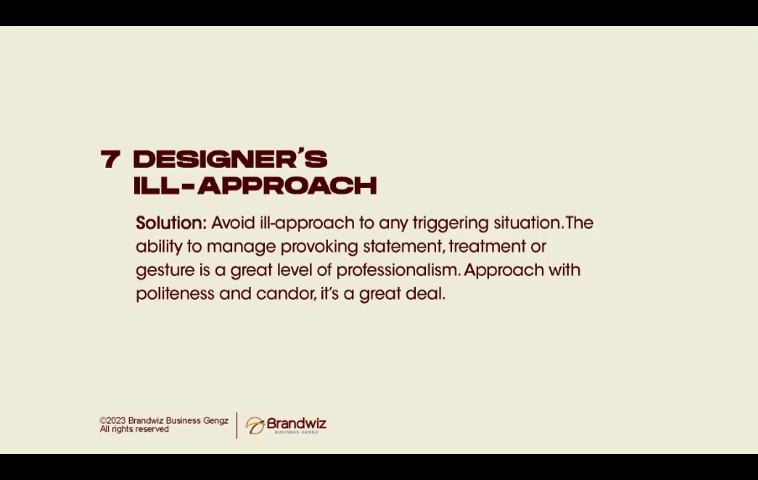 7 DESIGNER'S
ILL-APPROACH
Solution: Avoid ill-approach to any triggering situation. The
ability to manage provoking statement, treatment or
gesture is a great level of professionalism. Approach with
politeness and candor, it's a great deal.
©2023 Brandwiz Business Gengz
All rights reserved
Brandwiz
BUSINESS GENGZ